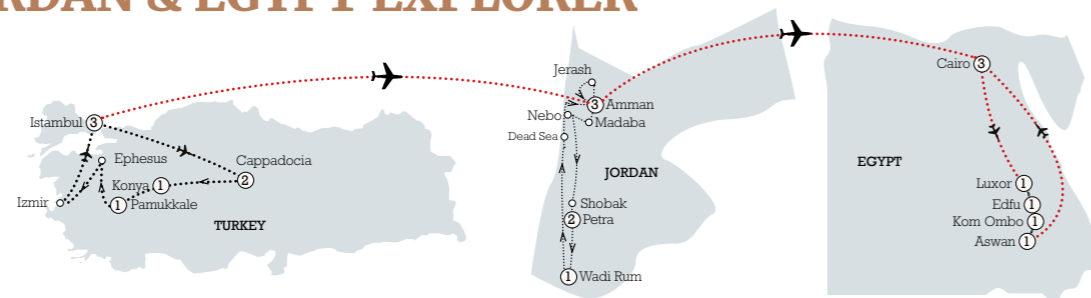 RDAN & EGYPT EXPLORER
Istambul 3
Ephesus
Cappadocia
2
Konya 1
Izmir
1 Pamukkale
TURKEY
Jerash
3 Amman
Nebo
Madaba
Dead Sea
JORDAN
Shobak
2 Petra
1 Wadi Rum
Cairo 3
EGYPT
Luxor 1
Edfu 1
Kom Ombo 1
Aswan 1